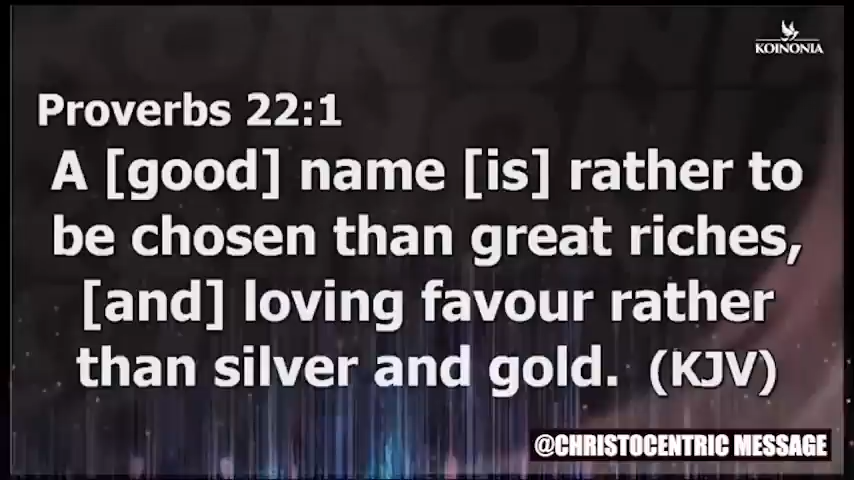 KOINONIA
Proverbs 22:1
A [good] name [is] rather to
be chosen than great riches,
[and] loving favour rather
than silver and gold. (KJV)
@CHRISTOCENTRIC MESSAGE